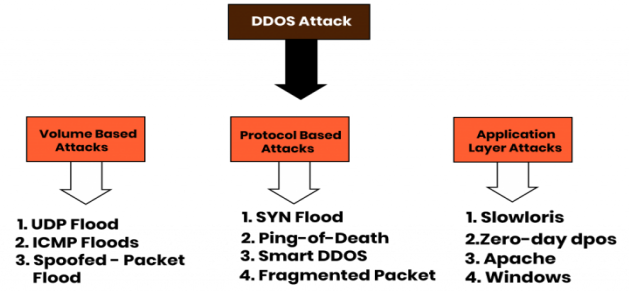 DDOS Attack
Volume Based
Attacks
1. UDP Flood
2. ICMP Floods
3. Spoofed - Packet
Flood
Protocol Based
Attacks
1. SYN Flood
2. Ping-of-Death
3. Smart DDOS
4. Fragmented Packet
Application
Layer Attacks
1. Slowloris
2.Zero-day dpos
3. Apache
4. Windows